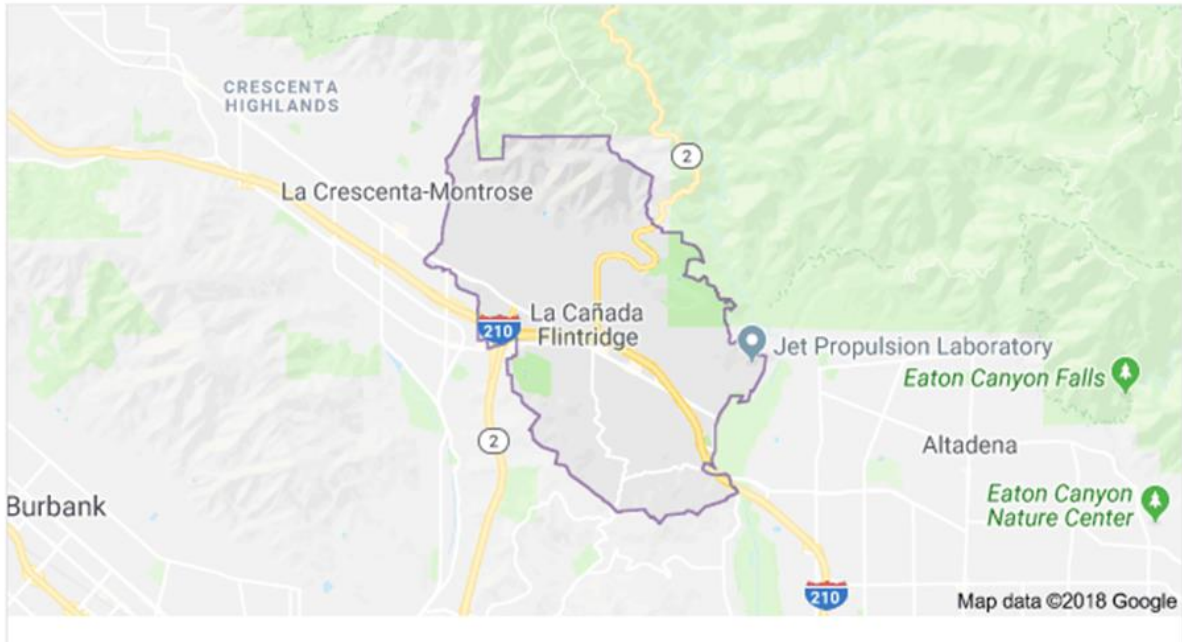 CRESCENTA
HIGHLANDS
2
La Crescenta-Montrose
La Cañada
Flintridge
210
Jet Propulsion Laboratory
Eaton Canyon Falls
2
Altadena
Burbank
Eaton Canyon
Nature Center
210
Map data ©2018 Google